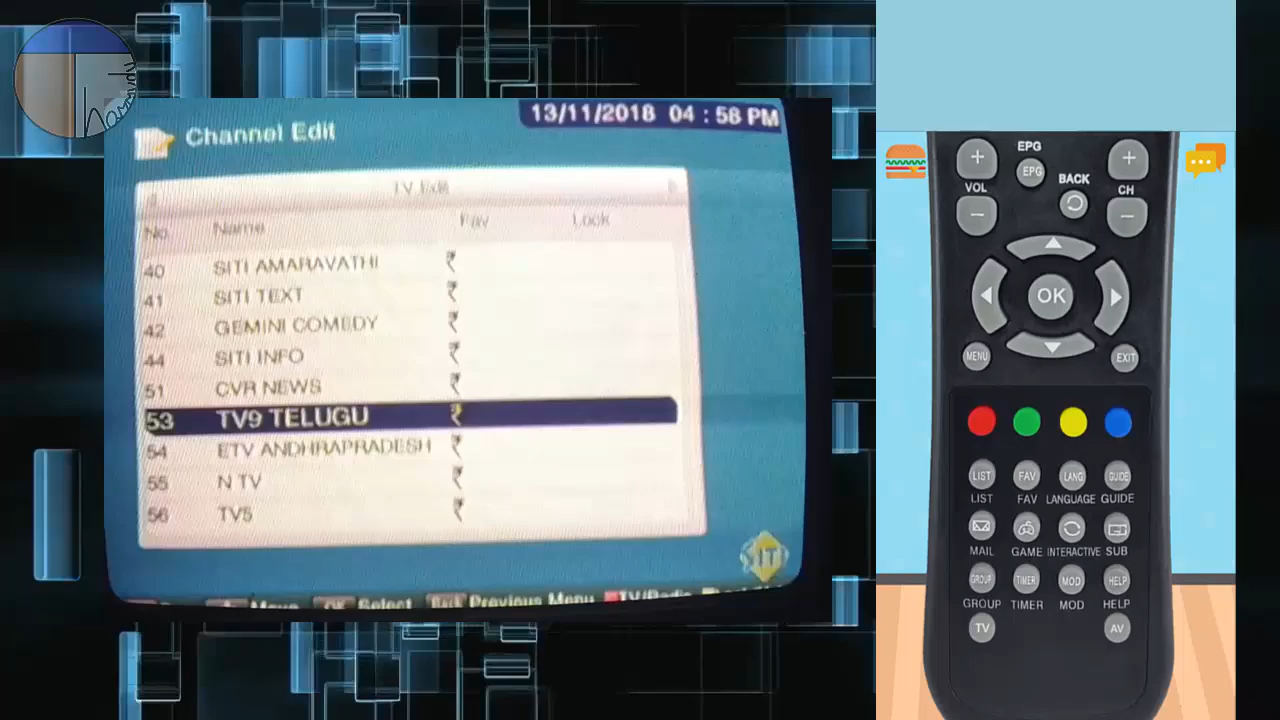 13/11/2018 04 : 58 PM
Channel Edit
TV Edit
No. Name Fav Lock
40 SITI AMARAVATHI ₹
41 SITI TEXT ₹
42 GEMINI COMEDY ₹
44 SITI INFO ₹
51 CVR NEWS ₹
53 TV9 TELUGU ₹
54 ETV ANDHRAPRADESH ₹
55 N TV ₹
56 TV5 ₹
SITI
Move OK Select Exit Previous Menu TV/Radio
EPG
+ EPG +
VOL BACK CH
− −
OK
MENU EXIT
LIST FAV LANG GUIDE
LIST FAV LANGUAGE GUIDE
MAIL GAME INTERACTIVE SUB
GROUP TIMER MOD HELP
GROUP TIMER MOD HELP
TV AV